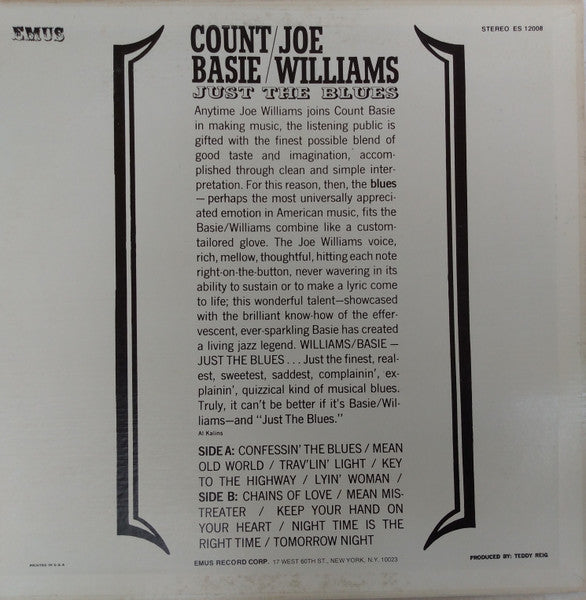 EMUS
STEREO ES 12008
COUNT/JOE
BASIE/WILLIAMS
JUST THE BLUES
Anytime Joe Williams joins Count Basie
in making music, the listening public is
gifted with the finest possible blend of
good taste and imagination, accom-
plished through clean and simple inter-
pretation. For this reason, then, the blues
—perhaps the most universally appreci-
ated emotion in American music, fits the
Basie/Williams combine like a custom-
tailored glove. The Joe Williams voice,
rich, mellow, thoughtful, hitting each note
right-on-the-button, never wavering in its
ability to sustain or to make a lyric come
to life; this wonderful talent—showcased
with the brilliant know-how of the effer-
vescent, ever-sparkling Basie has created
a living jazz legend. WILLIAMS/BASIE —
JUST THE BLUES . . . Just the finest, real-
est, sweetest, saddest, complainin', ex-
plainin', quizzical kind of musical blues.
Truly, it can't be better if it's Basie/Wil-
liams—and “Just The Blues.”
Al Kalins
SIDE A: CONFESSIN' THE BLUES / MEAN
OLD WORLD / TRAV'LIN' LIGHT / KEY
TO THE HIGHWAY / LYIN' WOMAN /
SIDE B: CHAINS OF LOVE / MEAN MIS-
TREATER / KEEP YOUR HAND ON
YOUR HEART / NIGHT TIME IS THE
RIGHT TIME / TOMORROW NIGHT
PRINTED IN U.S.A
EMUS RECORD CORP. 17 WEST 60TH ST., NEW YORK, N.Y. 10023
PRODUCED BY: TEDDY REIG